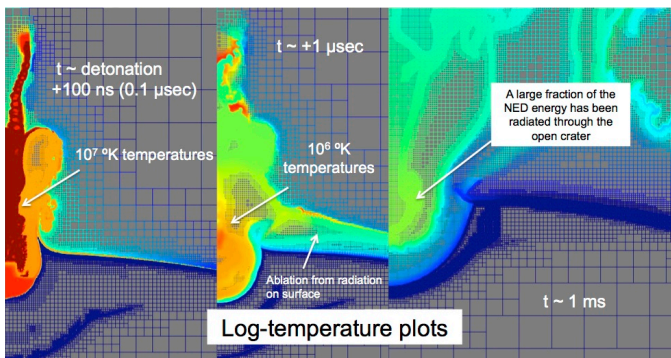 t ~ detonation
+100 ns (0.1 µsec)
10⁷ ºK temperatures
t ~ +1 µsec
10⁶ ºK
temperatures
Ablation from radiation
on surface
A large fraction of the
NED energy has been
radiated through the
open crater
t ~ 1 ms
Log-temperature plots